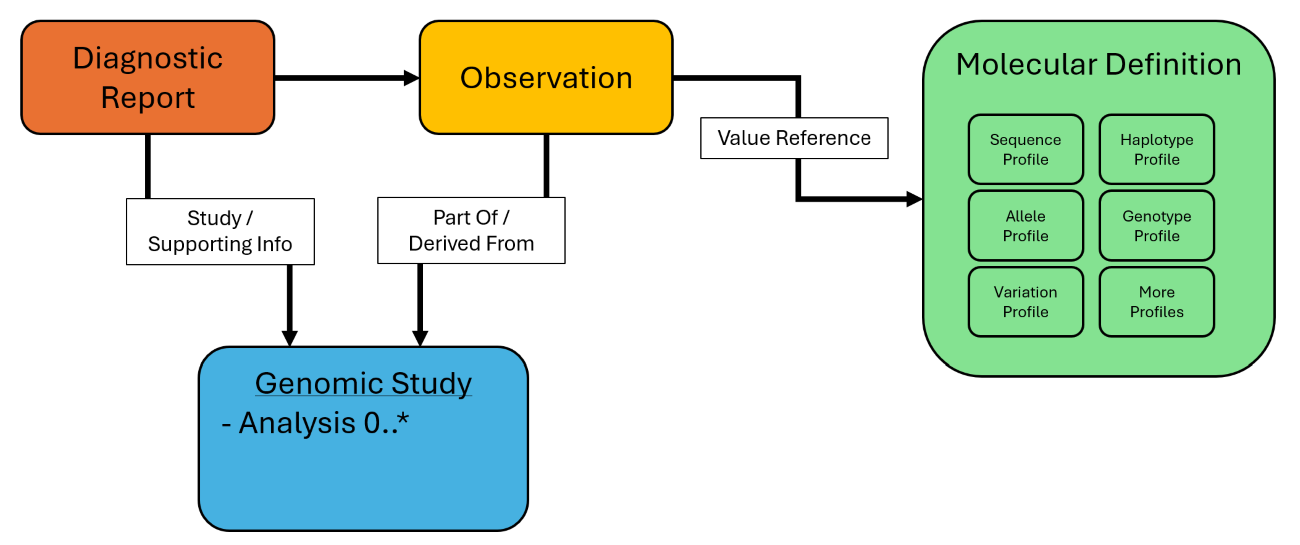 Diagnostic
Report
Observation
Molecular Definition
Value Reference
Sequence
Profile
Haplotype
Profile
Allele
Profile
Genotype
Profile
Variation
Profile
More
Profiles
Study /
Supporting Info
Part Of /
Derived From
Genomic Study
- Analysis 0..*